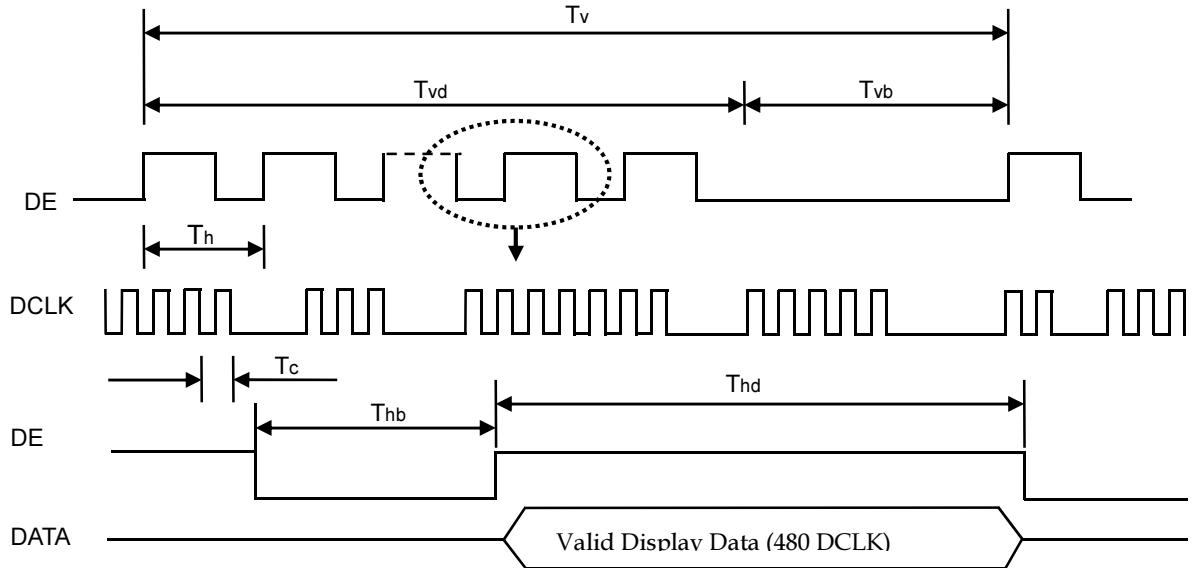 Tv
Tvd
Tvb
DE
Th
DCLK
Tc
Thd
Thb
DE
DATA
Valid Display Data (480 DCLK)